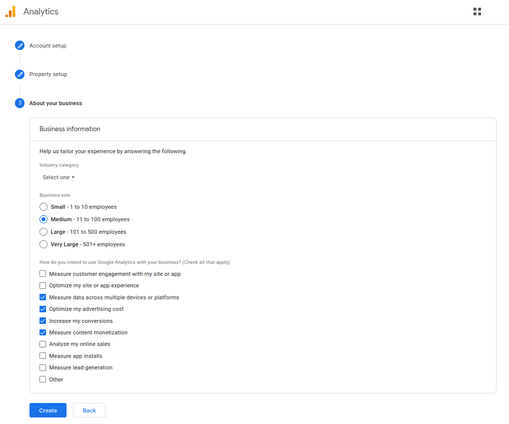 Analytics
Account setup
Property setup
3 About your business
Business information
Help us tailor your experience by answering the following.
Industry category
Select one
Business size
Small - 1 to 10 employees
Medium - 11 to 100 employees
Large - 101 to 500 employees
Very Large - 501+ employees
How do you intend to use Google Analytics with your business? (Check all that apply)
Measure customer engagement with my site or app
Optimize my site or app experience
Measure data across multiple devices or platforms
Optimize my advertising cost
Increase my conversions
Measure content monetization
Analyze my online sales
Measure app installs
Measure lead generation
Other
Create Back